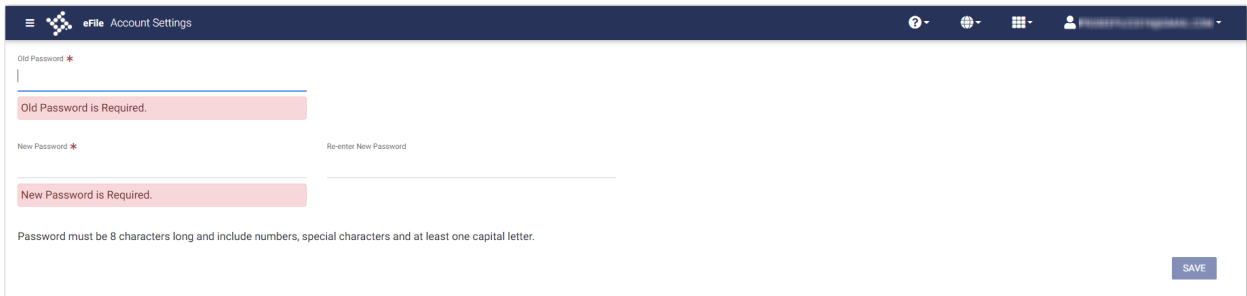 eFile Account Settings
Old Password *
Old Password is Required.
New Password * Re-enter New Password
New Password is Required.
Password must be 8 characters long and include numbers, special characters and at least one capital letter.
SAVE